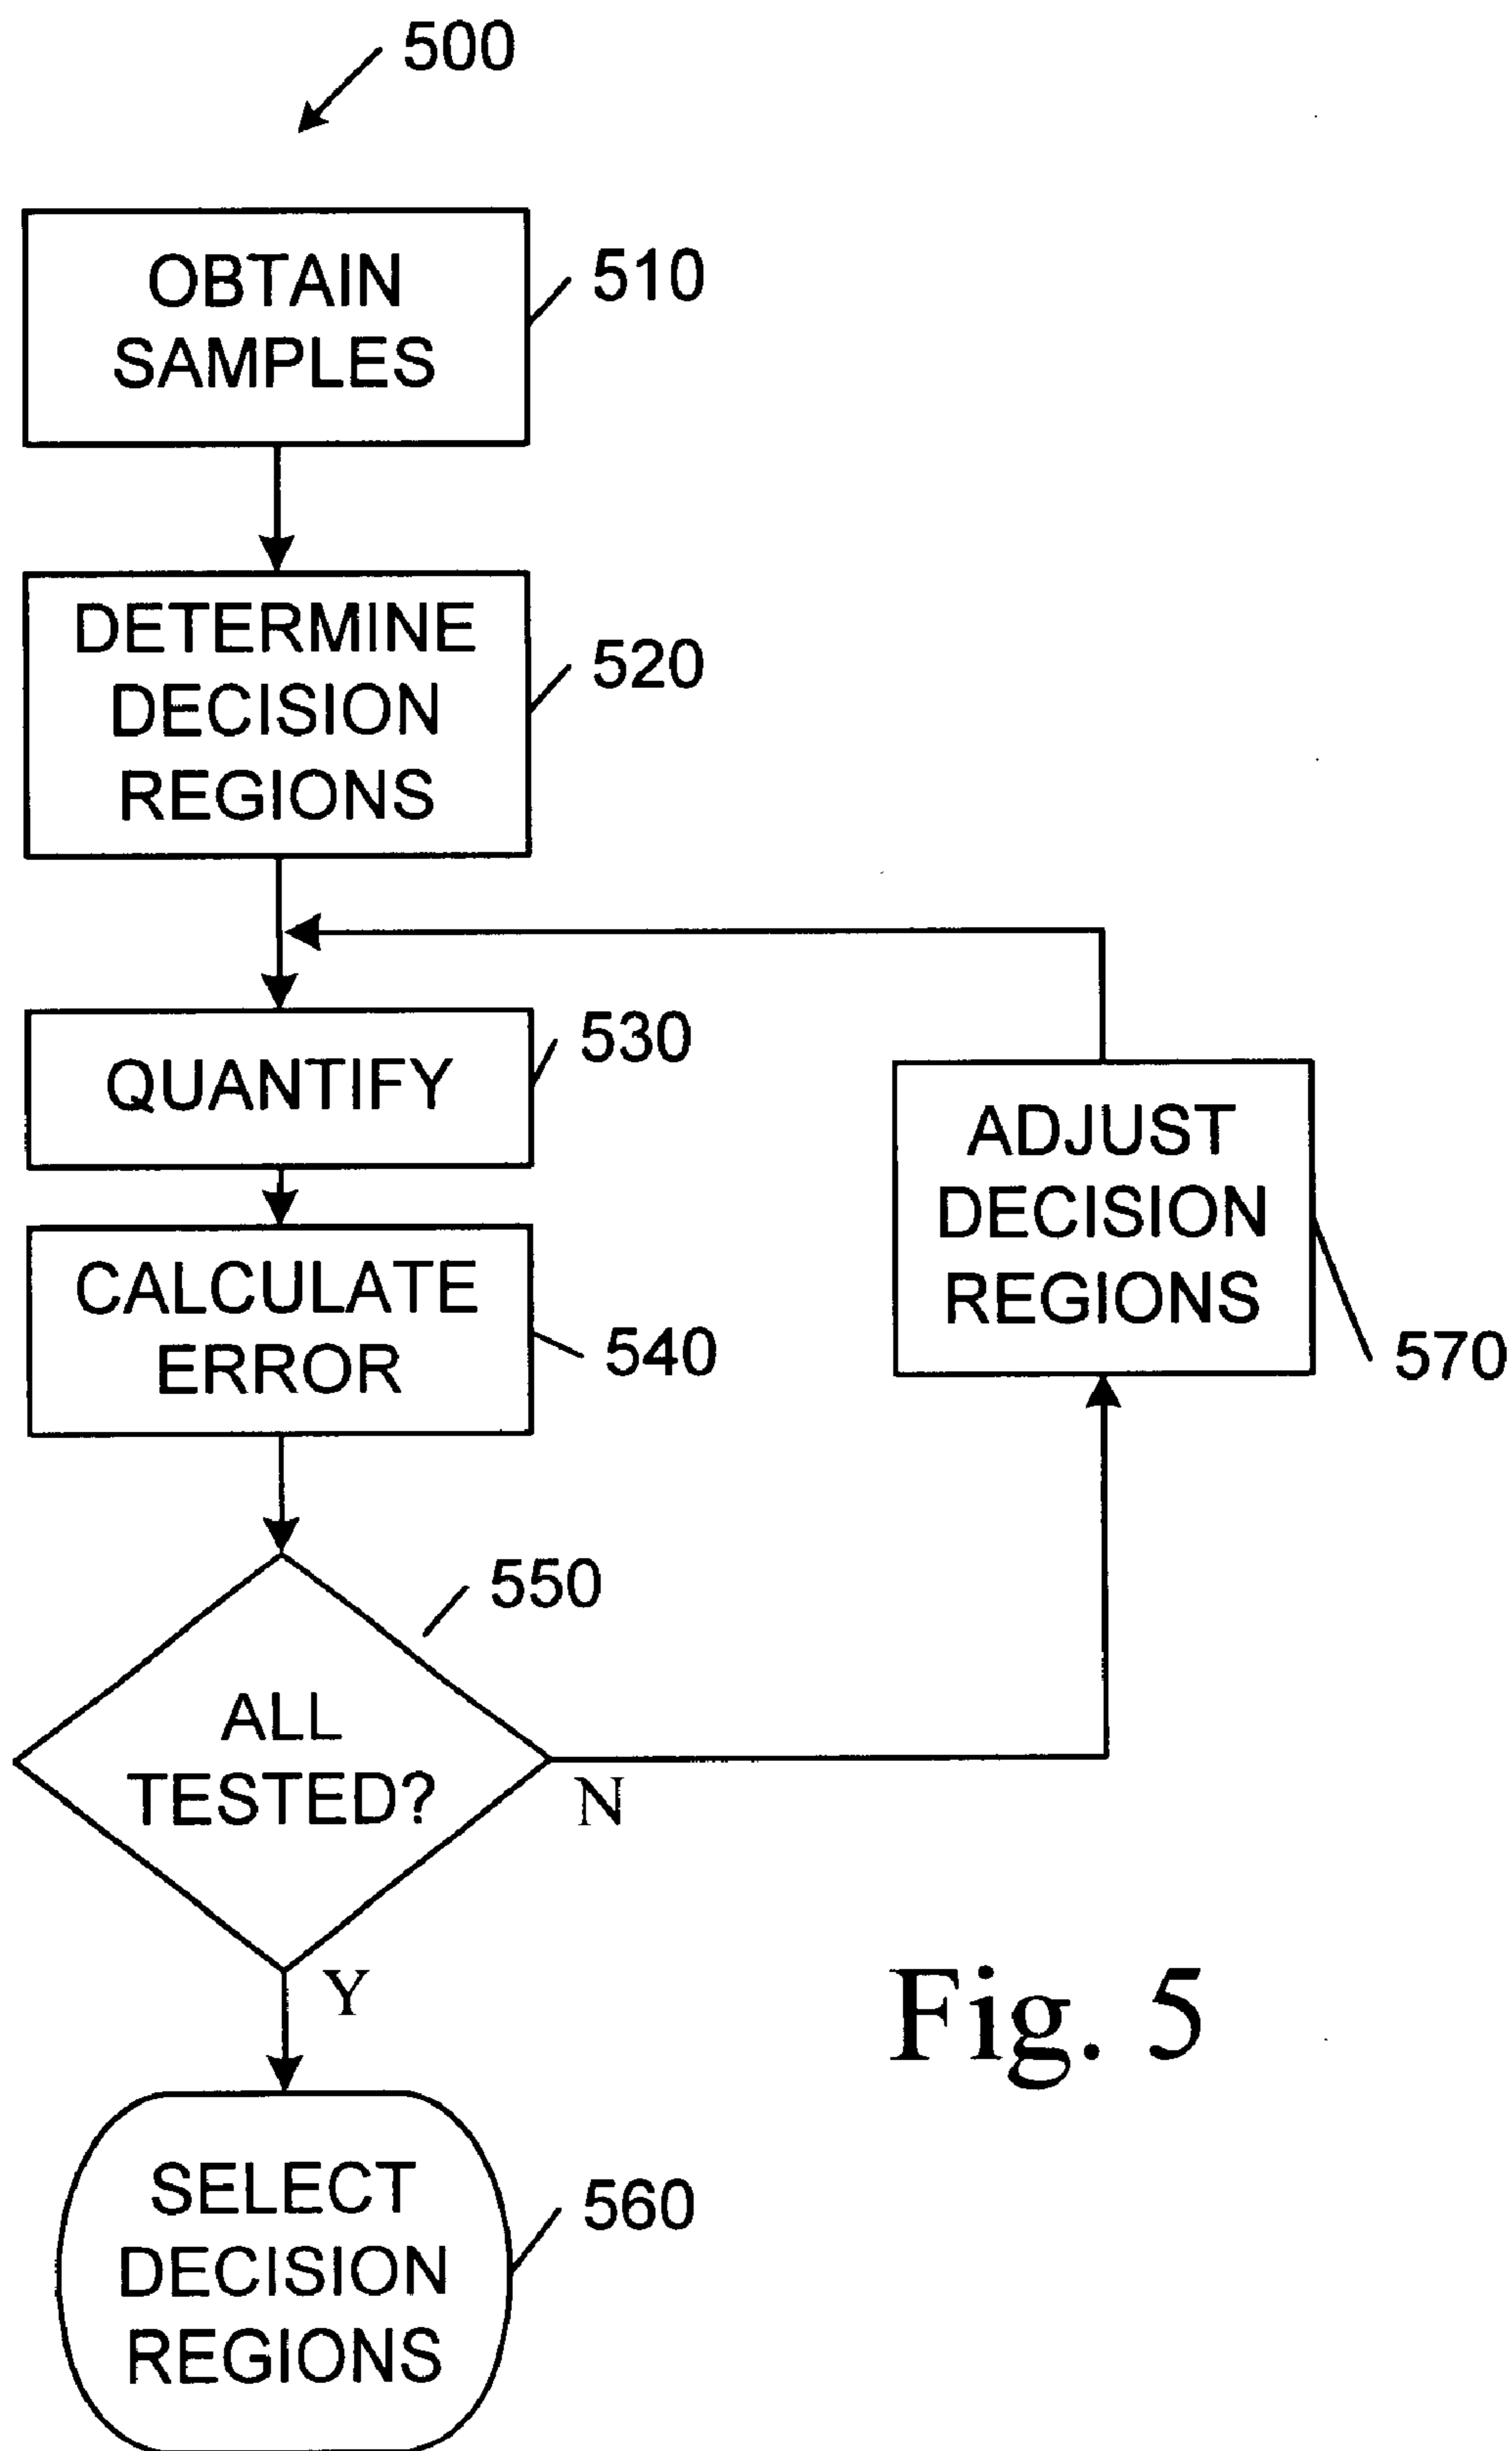 500
OBTAIN
SAMPLES
510
DETERMINE
DECISION
REGIONS
520
QUANTIFY
530
CALCULATE
ERROR
540
ADJUST
DECISION
REGIONS
570
ALL
TESTED?
550
N
Y
SELECT
DECISION
REGIONS
560
Fig. 5